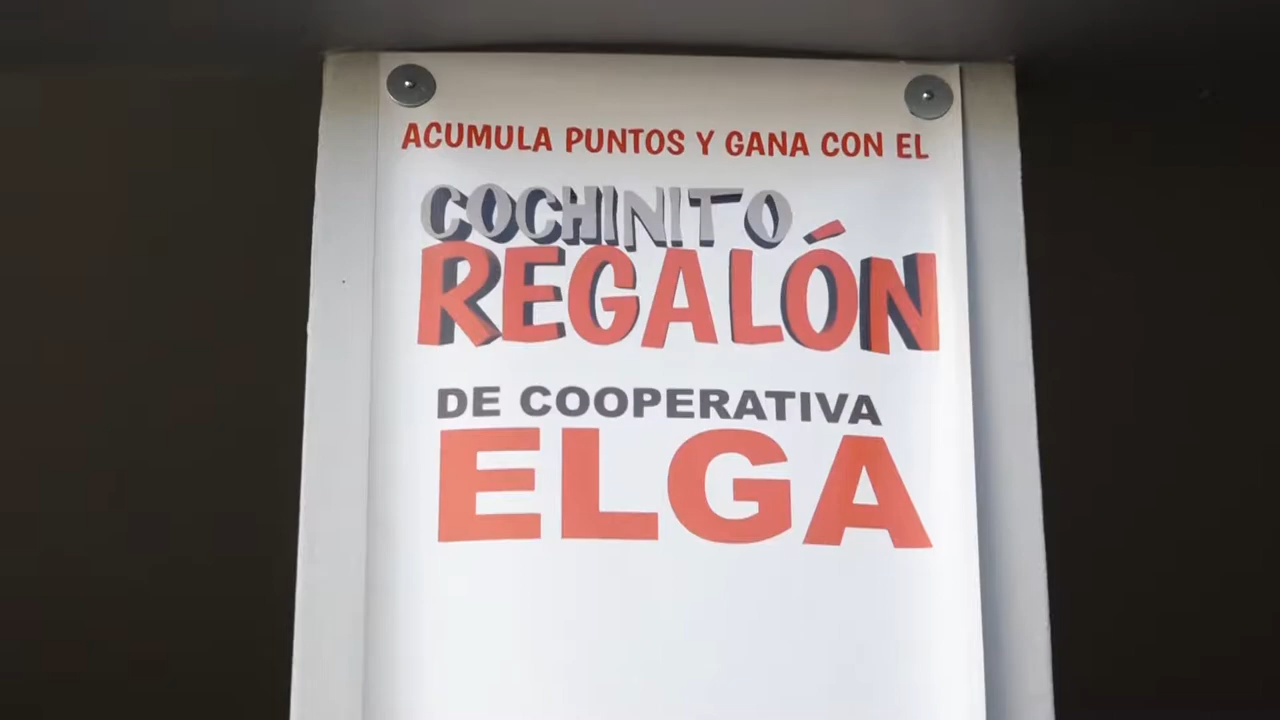 ACUMULA PUNTOS Y GANA CON EL
COCHINITO
REGALÓN
DE COOPERATIVA
ELGA